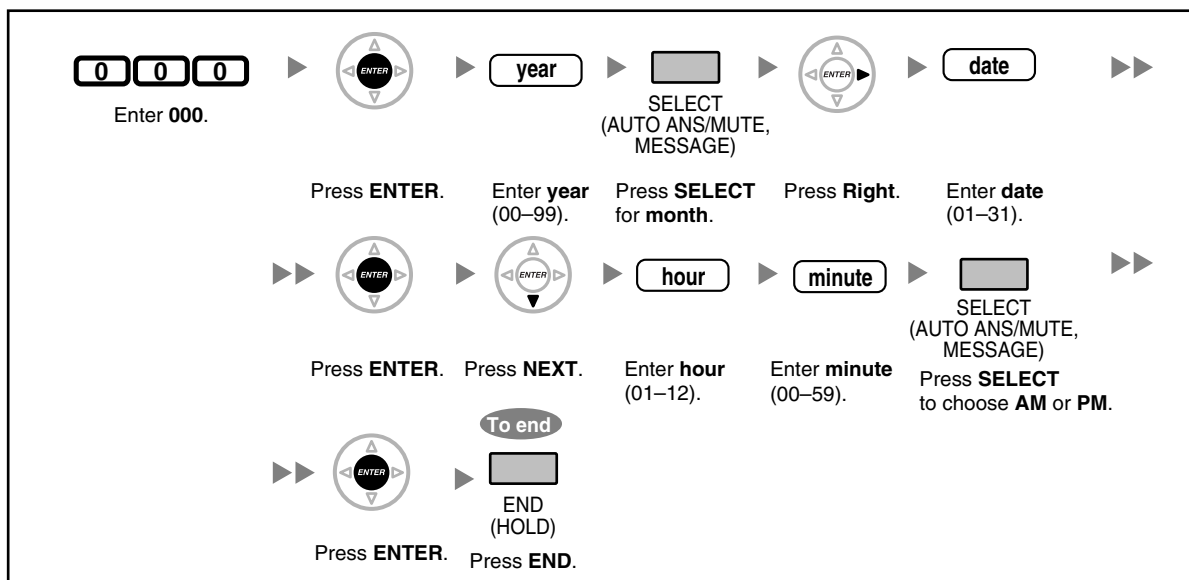 0 0 0
Enter 000.
ENTER
Press ENTER.
year
Enter year
(00–99).
SELECT
(AUTO ANS/MUTE,
MESSAGE)
Press SELECT
for month.
ENTER
Press Right.
date
Enter date
(01–31).
ENTER
Press ENTER.
ENTER
Press NEXT.
hour
Enter hour
(01–12).
minute
Enter minute
(00–59).
SELECT
(AUTO ANS/MUTE,
MESSAGE)
Press SELECT
to choose AM or PM.
ENTER
Press ENTER.
To end
END
(HOLD)
Press END.